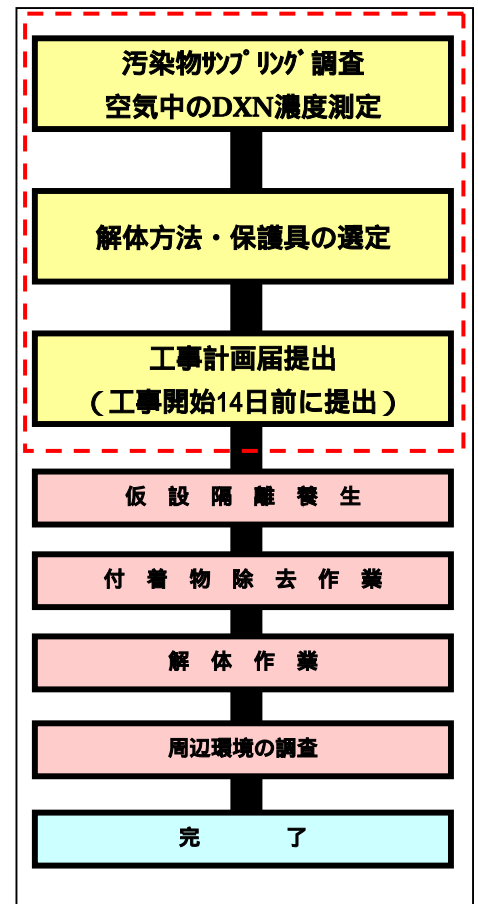 汚染物ｻﾝﾌﾟﾘﾝｸﾞ調査
空気中のDXN濃度測定
解体方法・保護具の選定
工事計画届提出
（工事開始14日前に提出）
仮設隔離養生
付着物除去作業
解体作業
周辺環境の調査
完了